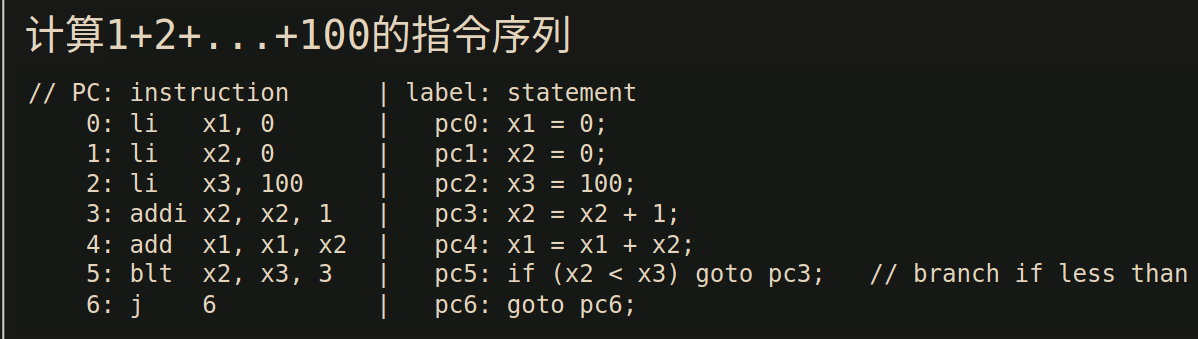 计算1+2+...+100的指令序列
// PC: instruction      | label: statement
    0: li   x1, 0       |   pc0: x1 = 0;
    1: li   x2, 0       |   pc1: x2 = 0;
    2: li   x3, 100     |   pc2: x3 = 100;
    3: addi x2, x2, 1   |   pc3: x2 = x2 + 1;
    4: add  x1, x1, x2  |   pc4: x1 = x1 + x2;
    5: blt  x2, x3, 3   |   pc5: if (x2 < x3) goto pc3;   // branch if less than
    6: j    6           |   pc6: goto pc6;